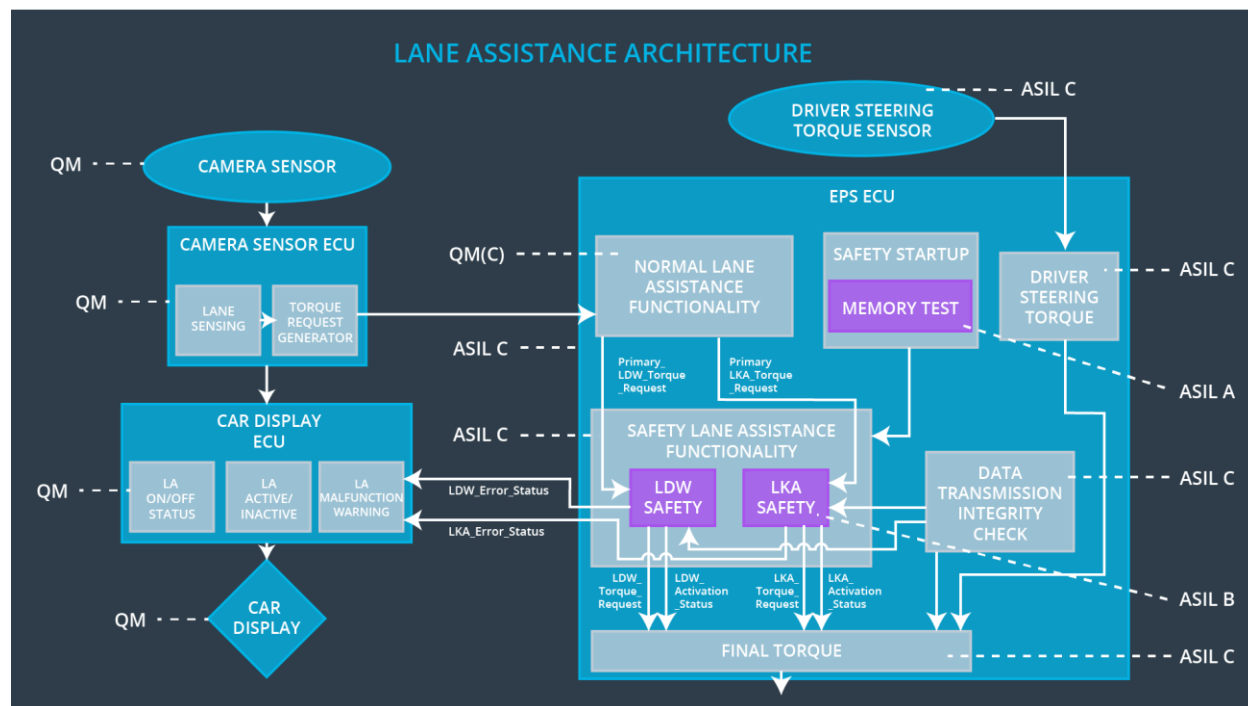 LANE ASSISTANCE ARCHITECTURE
ASIL C
DRIVER STEERING
TORQUE SENSOR
QM
CAMERA SENSOR
EPS ECU
CAMERA SENSOR ECU
QM(C)
NORMAL LANE
ASSISTANCE
FUNCTIONALITY
SAFETY STARTUP
MEMORY TEST
DRIVER
STEERING
TORQUE
ASIL C
QM
LANE
SENSING
TORQUE
REQUEST
GENERATOR
ASIL C
Primary_
LDW_Torque
_Request
Primary
LKA_Torque
_Request
ASIL A
CAR DISPLAY
ECU
ASIL C
SAFETY LANE ASSISTANCE
FUNCTIONALITY
QM
LA
ON/OFF
STATUS
LA
ACTIVE/
INACTIVE
LA
MALFUNCTION
WARNING
LDW_Error_Status
LKA_Error_Status
LDW
SAFETY
LKA
SAFETY
DATA
TRANSMISSION
INTEGRITY
CHECK
ASIL C
LDW_
Torque_
Request
LDW_
Activation
_Status
LKA_
Torque_
Request
LKA_
Activation
_Status
ASIL B
QM
CAR
DISPLAY
FINAL TORQUE
ASIL C